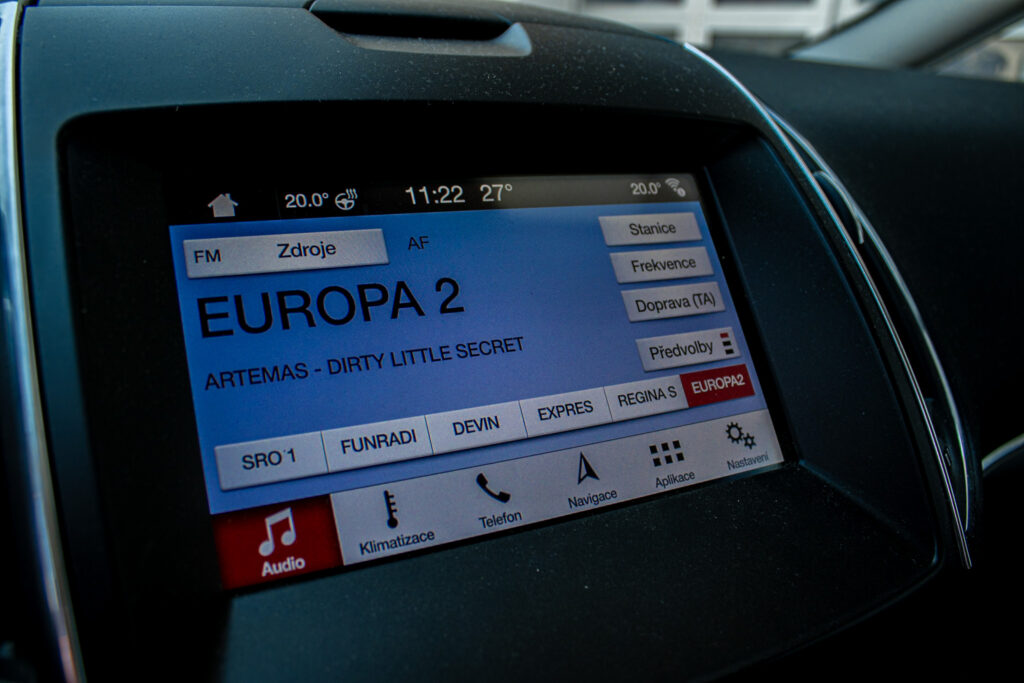 20.0° 11:22 27° 20.0°
FM Zdroje AF Stanice
Frekvence
EUROPA 2
Doprava (TA)
ARTEMAS - DIRTY LITTLE SECRET
Předvolby
SRO 1 FUNRADI DEVIN EXPRES REGINA S EUROPA2
Audio Klimatizace Telefon Navigace Aplikace Nastavení